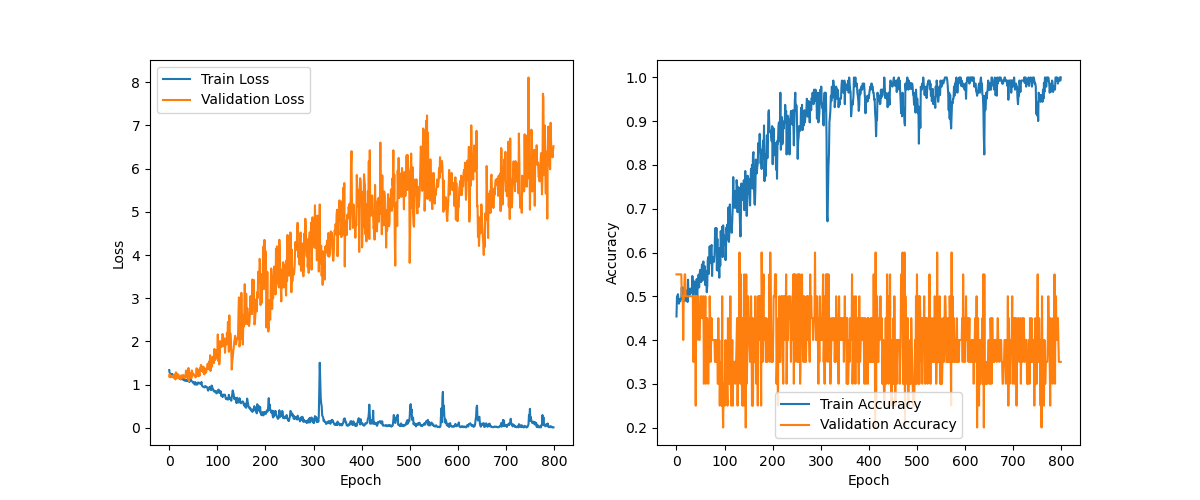 Train Loss
Validation Loss
8
7
6
5
4
3
2
1
0
Loss
0 100 200 300 400 500 600 700 800
Epoch
1.0
0.9
0.8
0.7
0.6
0.5
0.4
0.3
0.2
Accuracy
Train Accuracy
Validation Accuracy
0 100 200 300 400 500 600 700 800
Epoch